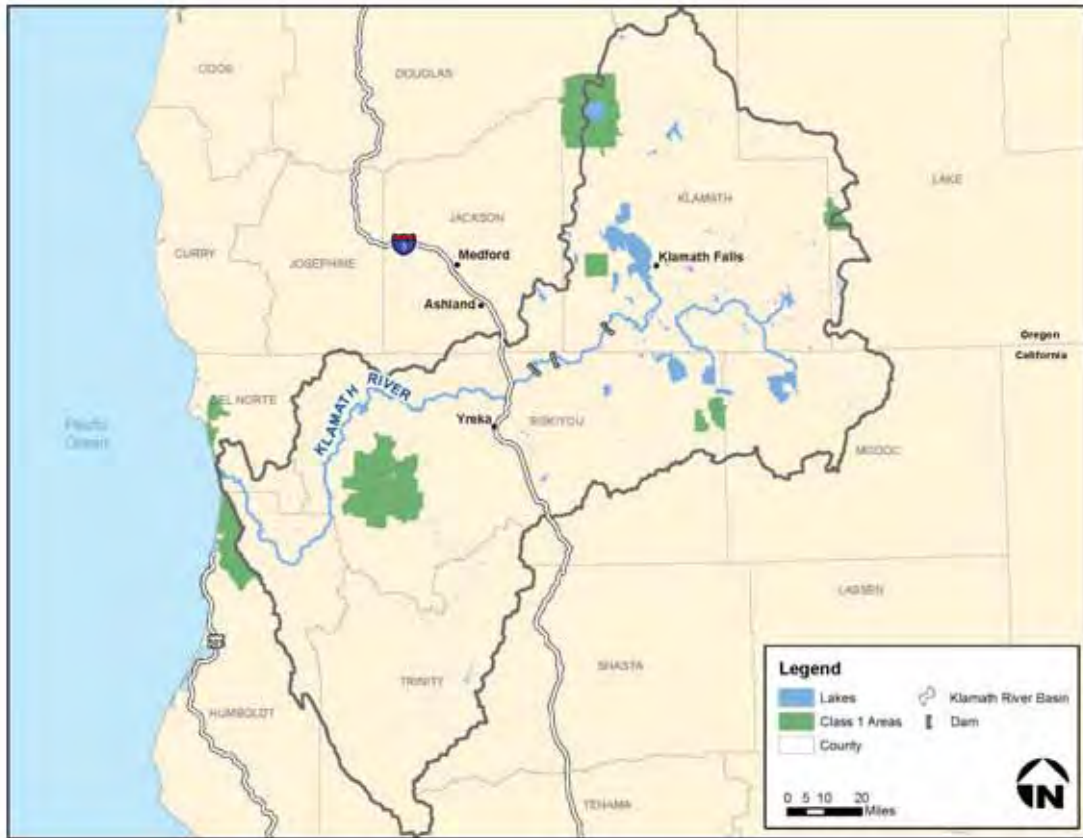 COOS
DOUGLAS
LAKE
KLAMATH
JACKSON
CURRY
JOSEPHINE
5
Medford
Klamath Falls
Ashland
Oregon
California
DEL NORTE
KLAMATH RIVER
Pacific
Ocean
Yreka
SISKIYOU
MODOC
LASSEN
SHASTA
TRINITY
HUMBOLDT
TEHAMA
Legend
Lakes
Klamath River Basin
Class 1 Areas
Dam
County
0 5 10 20
Miles
N